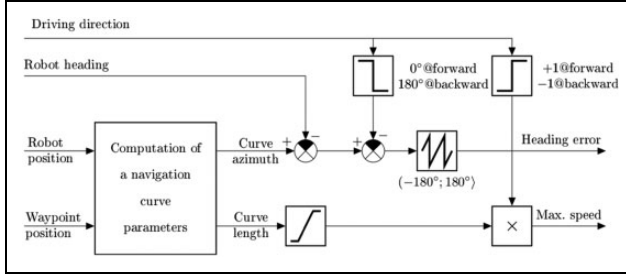 Driving direction
Robot heading
0°@forward
180°@backward
+1@forward
−1@backward
Robot
position
Computation of
a navigation
curve
parameters
Curve
azimuth
+
−
+
−
(−180°; 180°⟩
Heading error
Waypoint
position
Curve
length
×
Max. speed